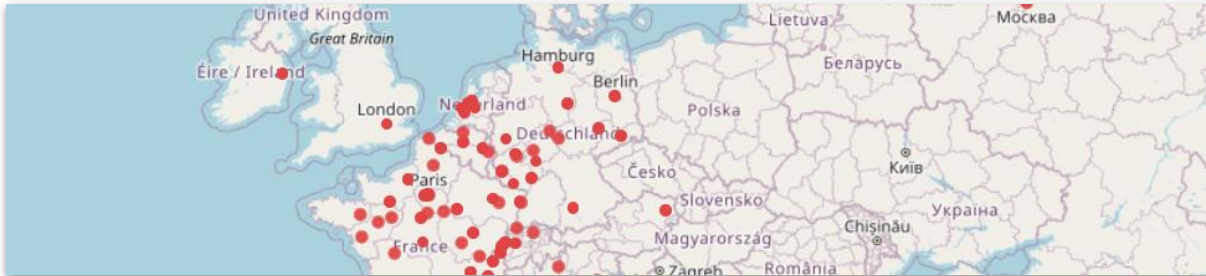 United Kingdom
Great Britain
Éire / Ireland
London
Hamburg
Berlin
Nederland
Deutschland
Polska
Lietuva
Москва
Беларусь
Київ
Україна
Česko
Slovensko
Magyarország
Chișinău
România
Zagreb
Paris
France